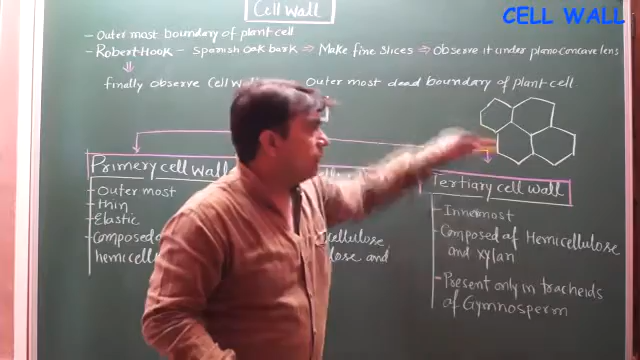 CELL WALL
Cell Wall
- Outer most boundary of plant cell
- Robert Hook - Spanish oak bark ⇒ Make fine slices ⇒ Observe it under plano concave lens
finally observe Cell Outer most dead boundary of plant cell.
Primery cell wall
- Outer most
- thin
- Elastic
- Composed
hemicell
cellulose,
lose and
Tertiary cell wall
- Innermost
- Composed of Hemicellulose
and xylan
- Present only in tracheids
of Gymnosperm